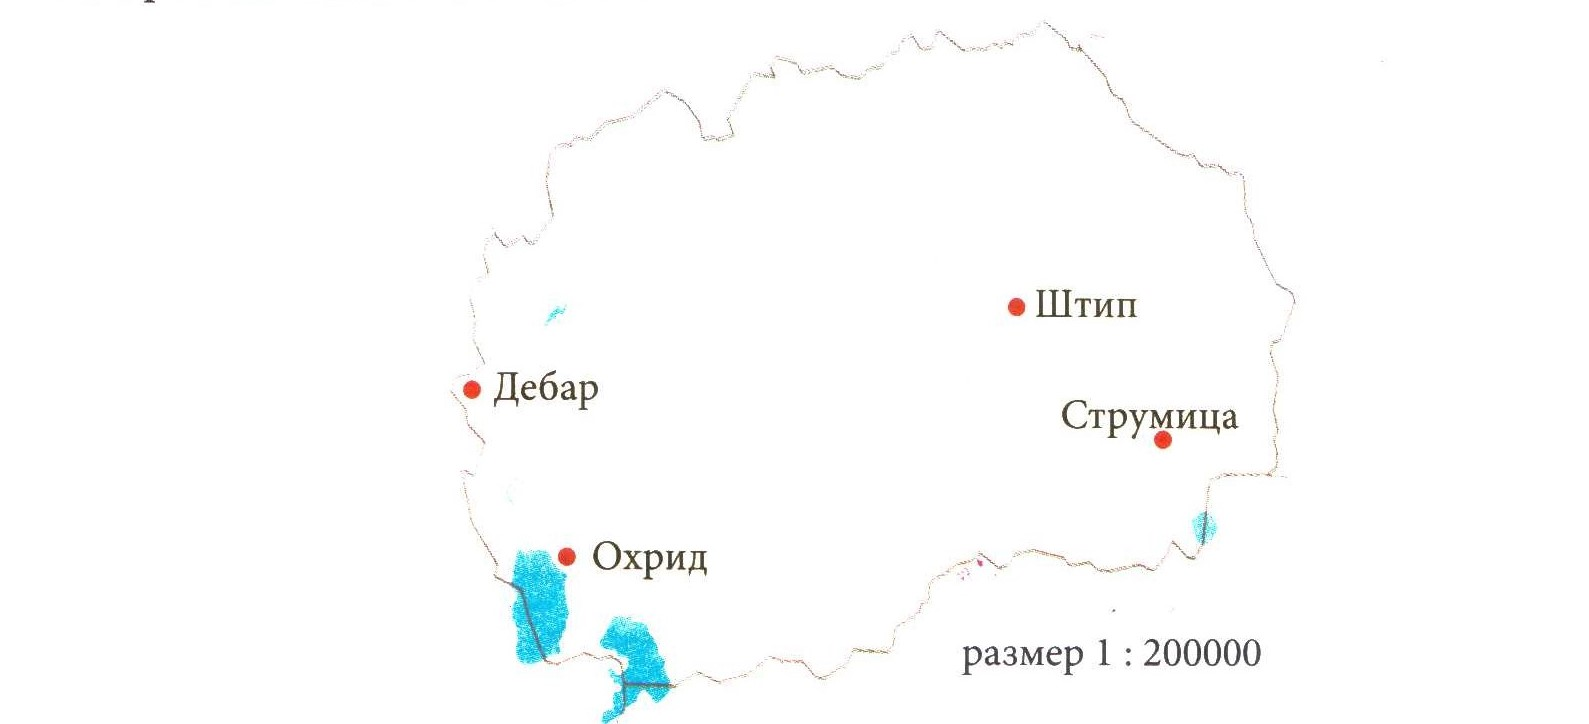 Штип
Дебар
Струмица
Охрид
размер 1 : 200000